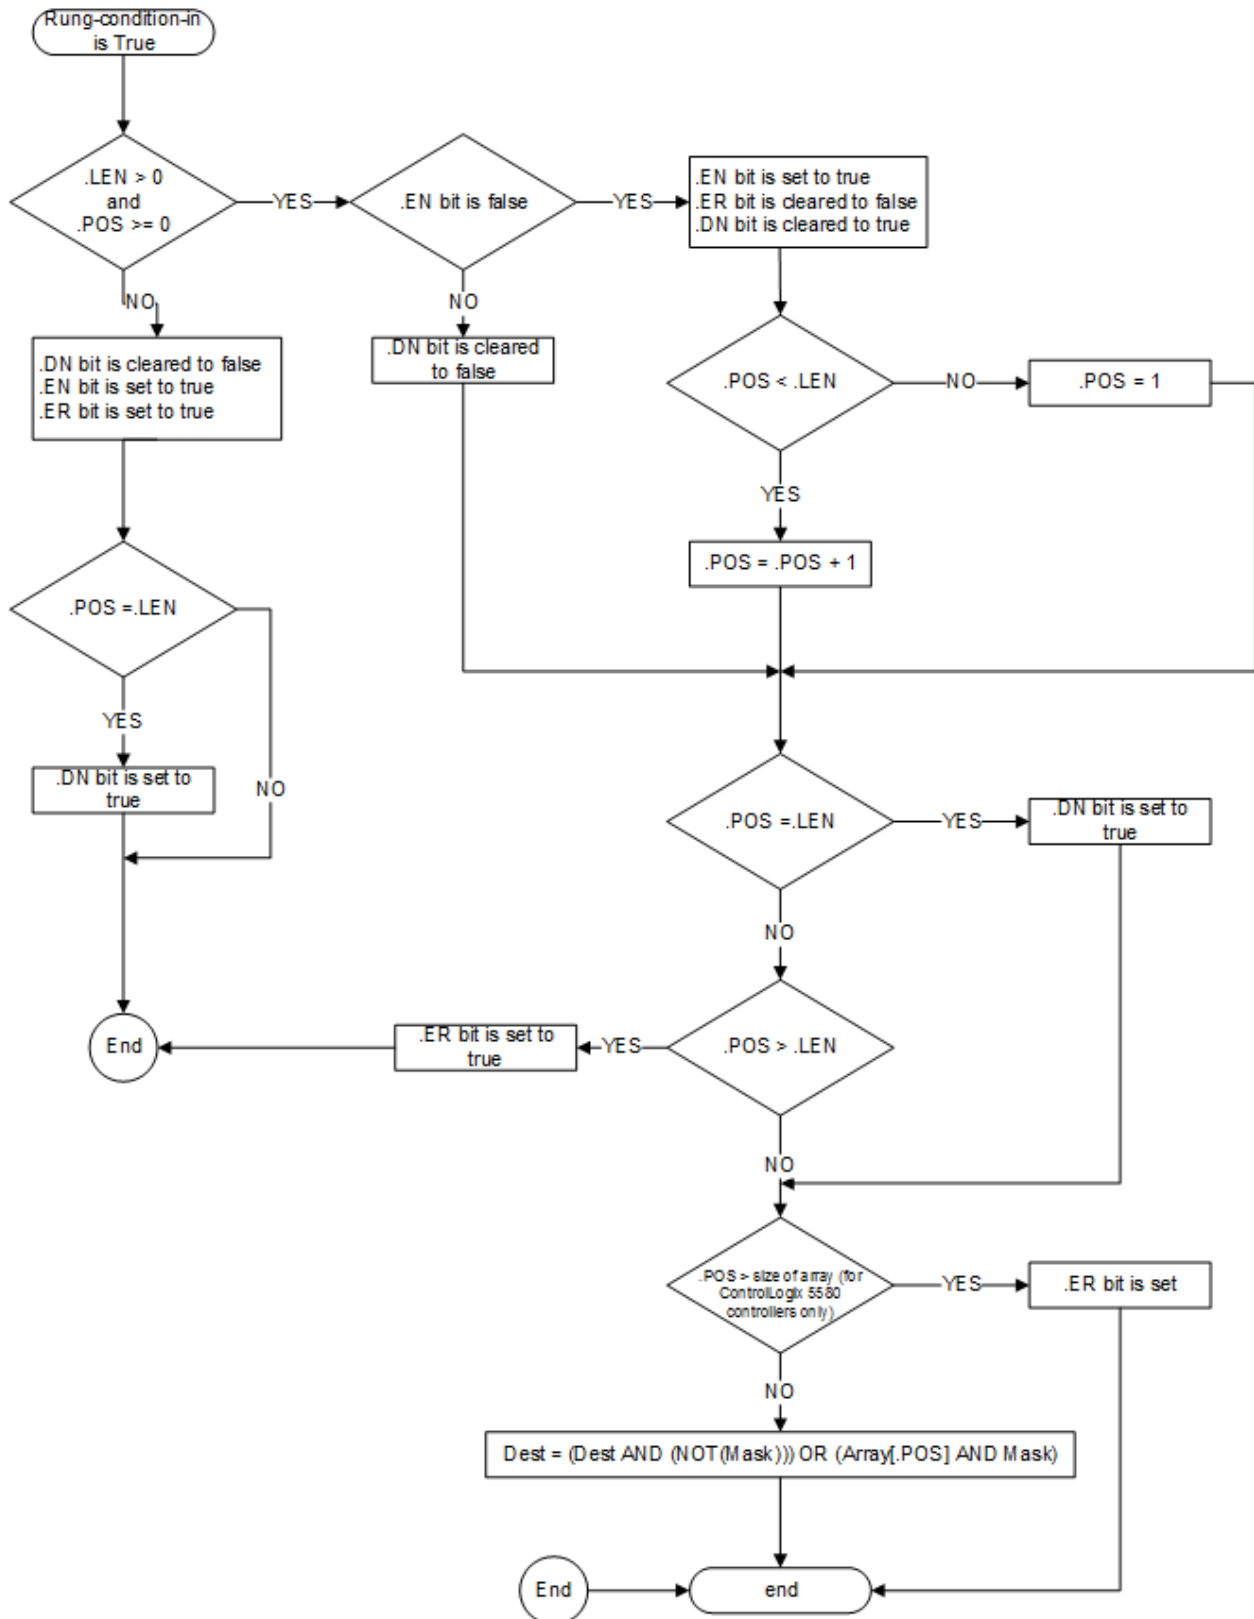 Rung-condition-in
is True
.LEN > 0
and
.POS >= 0
YES
.EN bit is false
YES
.EN bit is set to true
.ER bit is cleared to false
.DN bit is cleared to true
NO
.DN bit is cleared to false
.EN bit is set to true
.ER bit is set to true
NO
.DN bit is cleared
to false
.POS < .LEN
NO
.POS = 1
YES
.POS = .POS + 1
.POS =.LEN
YES
NO
.DN bit is set to
true
.POS =.LEN
YES
.DN bit is set to
true
NO
.POS > .LEN
YES
.ER bit is set to
true
End
NO
.POS > size of array (for
ControlLogix 5580
controllers only)
YES
.ER bit is set
NO
Dest = (Dest AND (NOT(Mask))) OR (Array[.POS] AND Mask)
End
end